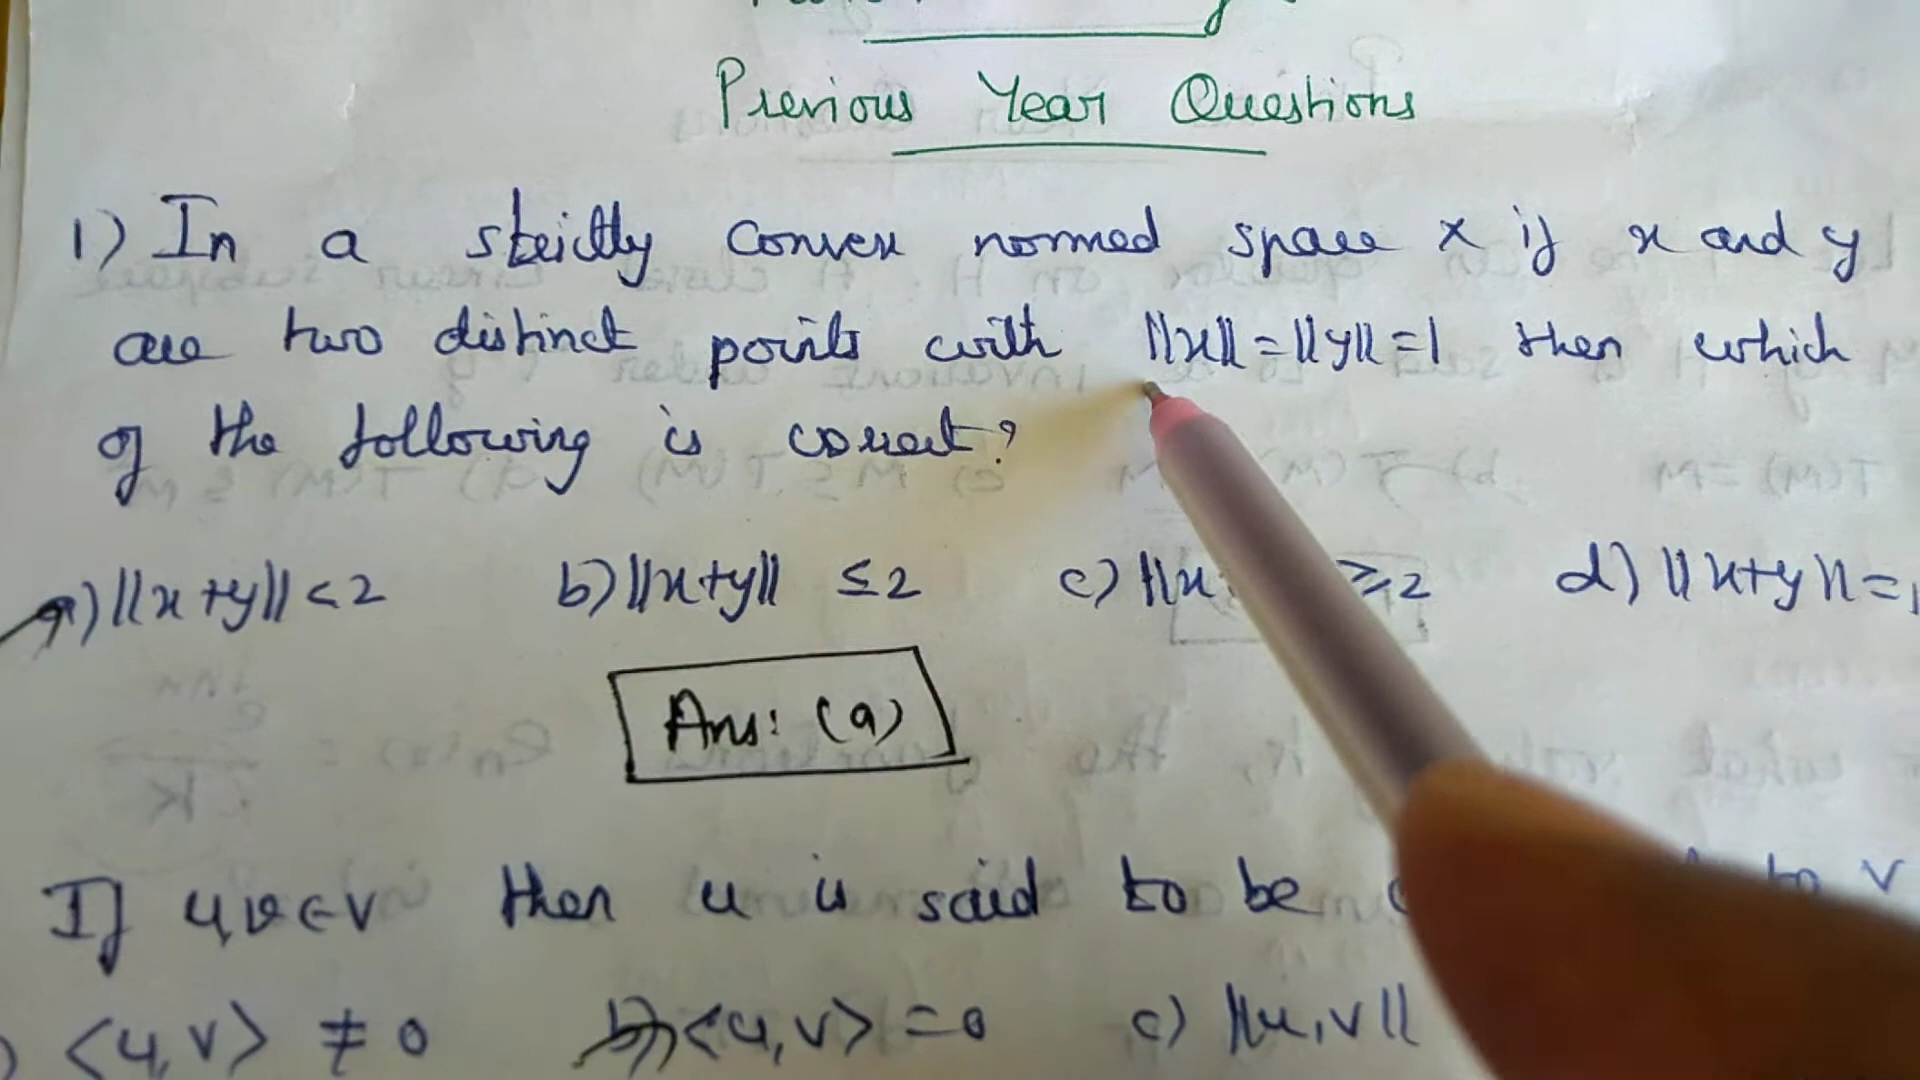 Previous Year Questions
1) In a strictly convex normed space X if x and y
are two distinct points with ||x||=||y||=1 then which
of the following is correct?
a) ||x+y|| < 2 b) ||x+y|| ≤ 2 c) ||x ≥ 2 d) ||x+y|| =
Ans: (a)
If u,v∈V then u is said to be to V
) <u,v> ≠ 0 b) <u,v> = 0 c) ||u,v||